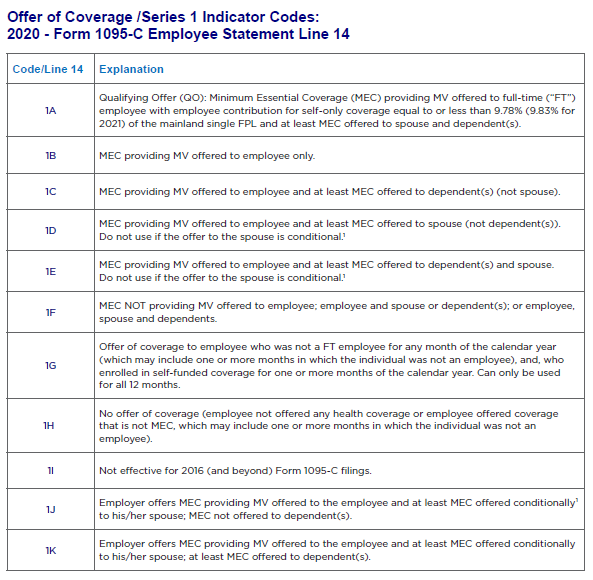 Offer of Coverage /Series 1 Indicator Codes:
2020 - Form 1095-C Employee Statement Line 14
Code/Line 14 Explanation
1A
Qualifying Offer (QO): Minimum Essential Coverage (MEC) providing MV offered to full-time (“FT”)
employee with employee contribution for self-only coverage equal to or less than 9.78% (9.83% for
2021) of the mainland single FPL and at least MEC offered to spouse and dependent(s).
1B
MEC providing MV offered to employee only.
1C
MEC providing MV offered to employee and at least MEC offered to dependent(s) (not spouse).
1D
MEC providing MV offered to employee and at least MEC offered to spouse (not dependent(s)).
Do not use if the offer to the spouse is conditional.¹
1E
MEC providing MV offered to employee and at least MEC offered to dependent(s) and spouse.
Do not use if the offer to the spouse is conditional.¹
1F
MEC NOT providing MV offered to employee; employee and spouse or dependent(s); or employee,
spouse and dependents.
1G
Offer of coverage to employee who was not a FT employee for any month of the calendar year
(which may include one or more months in which the individual was not an employee), and, who
enrolled in self-funded coverage for one or more months of the calendar year. Can only be used
for all 12 months.
1H
No offer of coverage (employee not offered any health coverage or employee offered coverage
that is not MEC, which may include one or more months in which the individual was not an
employee).
1I
Not effective for 2016 (and beyond) Form 1095-C filings.
1J
Employer offers MEC providing MV offered to the employee and at least MEC offered conditionally¹
to his/her spouse; MEC not offered to dependent(s).
1K
Employer offers MEC providing MV offered to the employee and at least MEC offered conditionally
to his/her spouse; at least MEC offered to dependent(s).